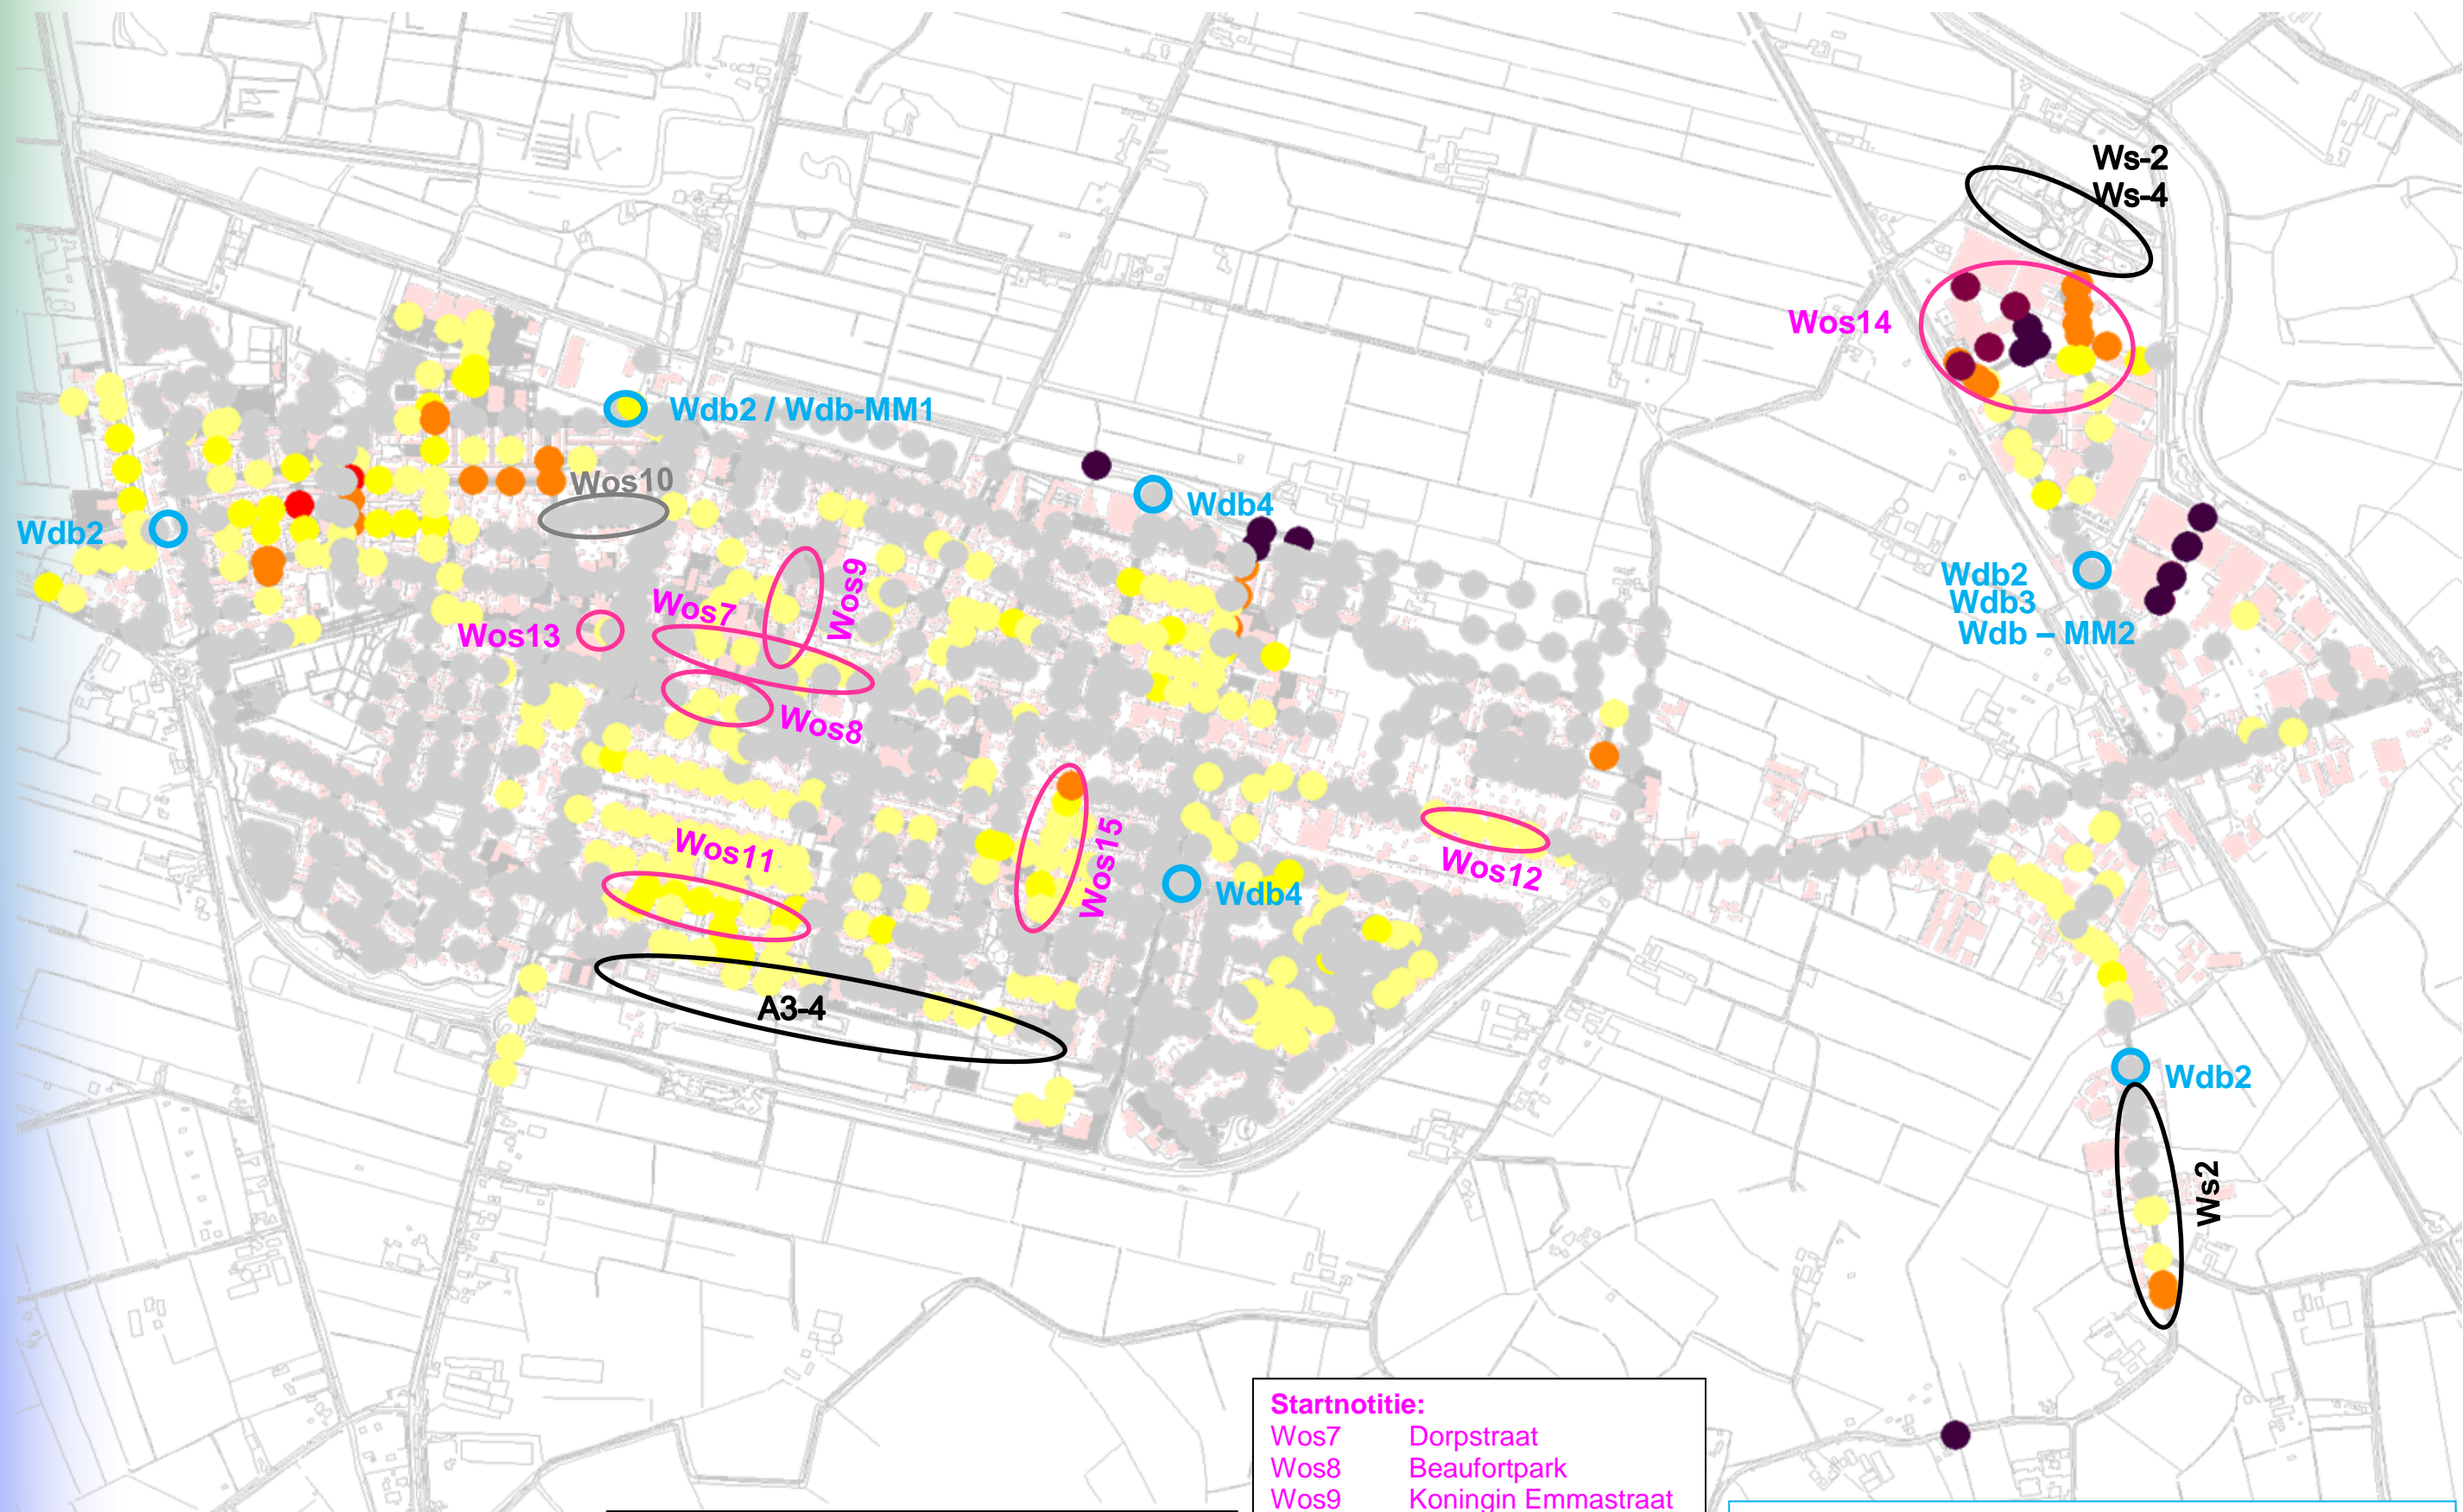 Ws-2
Ws-4
Wos14
Wdb2 / Wdb-MM1
Wos10
Wdb4
Wdb2
Wdb2
Wdb3
Wdb – MM2
Wos7
Wos9
Wos13
Wos8
Wos11
Wos15
Wos12
Wdb4
A3-4
Wdb2
Ws2
Startnotitie:
Wos7 Dorpstraat
Wos8 Beaufortpark
Wos9 Koningin Emmastraat